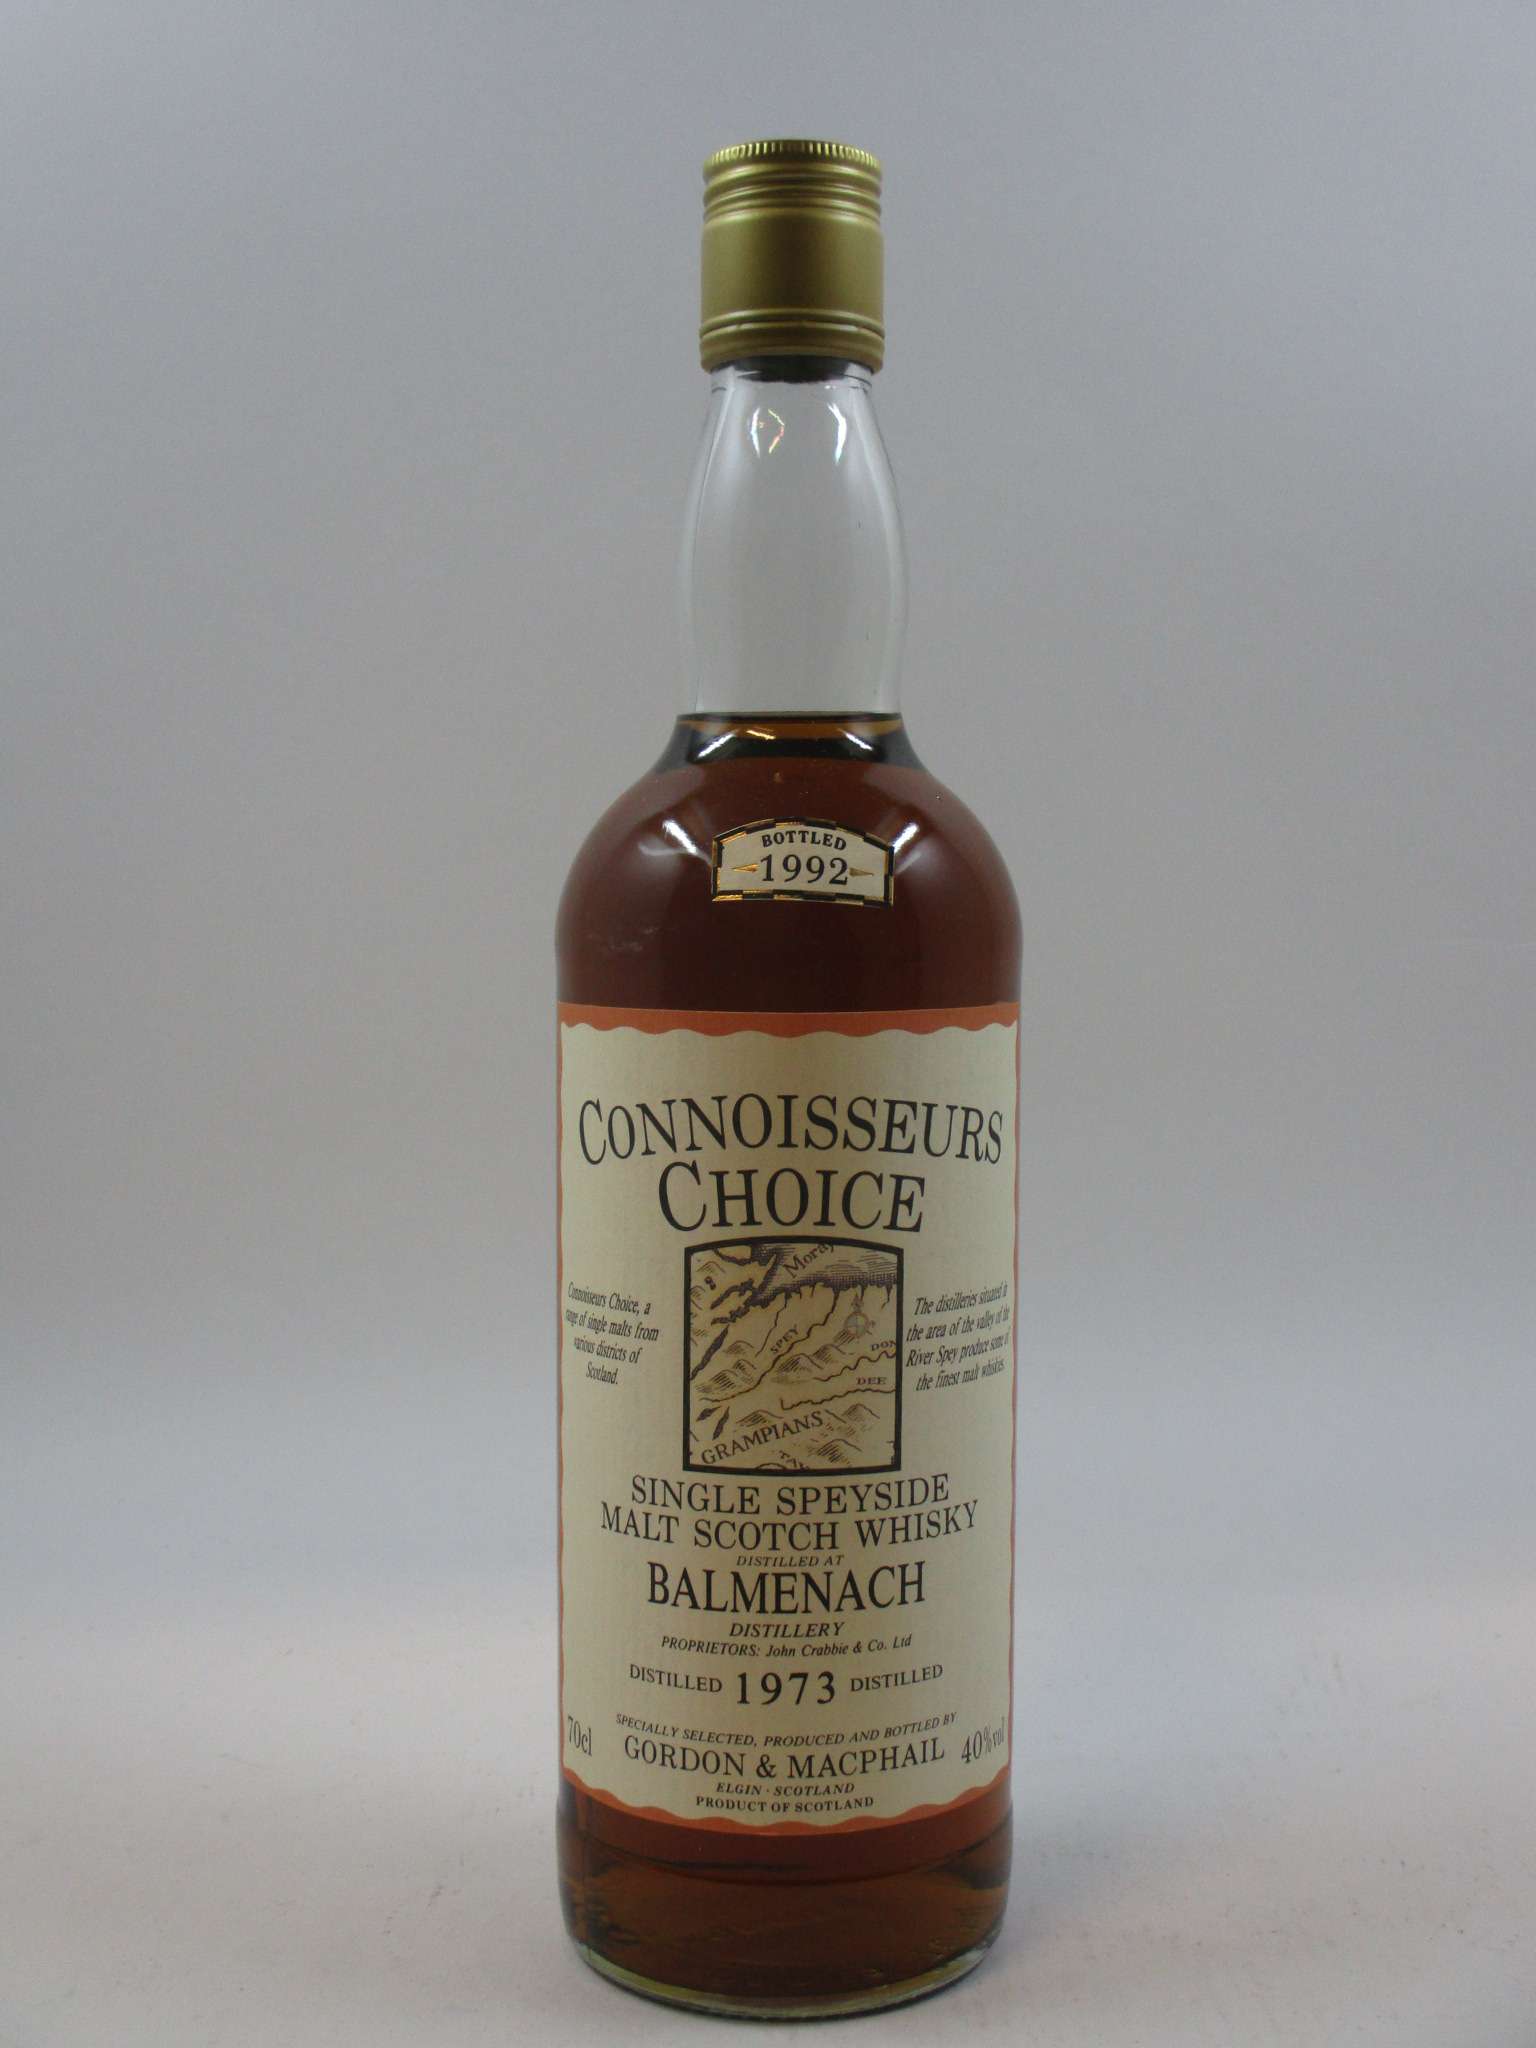 BOTTLED
1992
CONNOISSEURS
CHOICE
Connoisseurs Choice, a
range of single malts from
various districts of
Scotland.
Moray
SPEY
DON
DEE
GRAMPIANS
The distilleries situated in
the area of the valley of the
River Spey produce some of
the finest malt whiskies.
SINGLE SPEYSIDE
MALT SCOTCH WHISKY
DISTILLED AT
BALMENACH
DISTILLERY
PROPRIETORS: John Crabbie & Co. Ltd
DISTILLED 1973 DISTILLED
SPECIALLY SELECTED, PRODUCED AND BOTTLED BY
70cl GORDON & MACPHAIL 40%vol
ELGIN · SCOTLAND
PRODUCT OF SCOTLAND